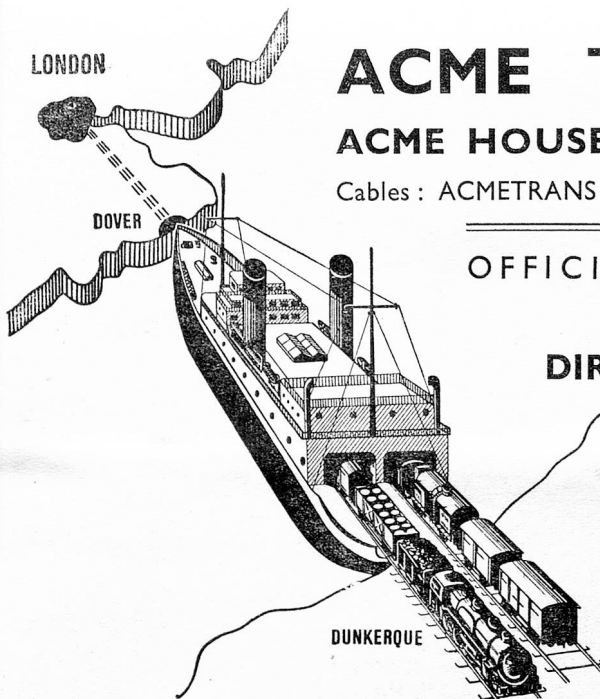 LONDON
ACME
ACME HOUSE
Cables : ACMETRANS
DOVER
OFFICI
DIR
DUNKERQUE